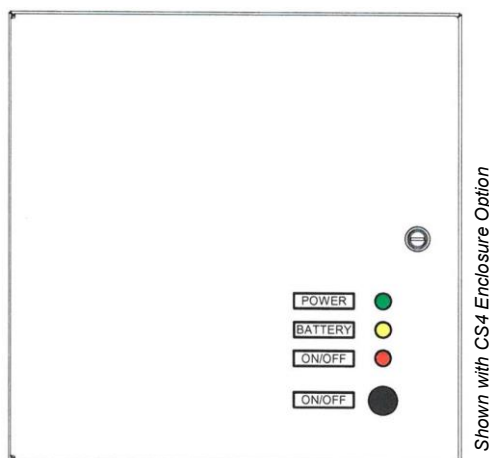 POWER
BATTERY
ON/OFF
ON/OFF
Shown with CS4 Enclosure Option